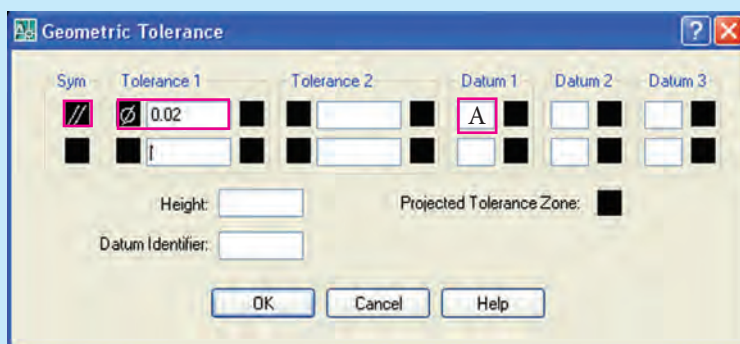 Geometric Tolerance
Sym Tolerance 1 Tolerance 2 Datum 1 Datum 2 Datum 3
// Ø 0.02 A
Height: Projected Tolerance Zone:
Datum Identifier:
OK Cancel Help